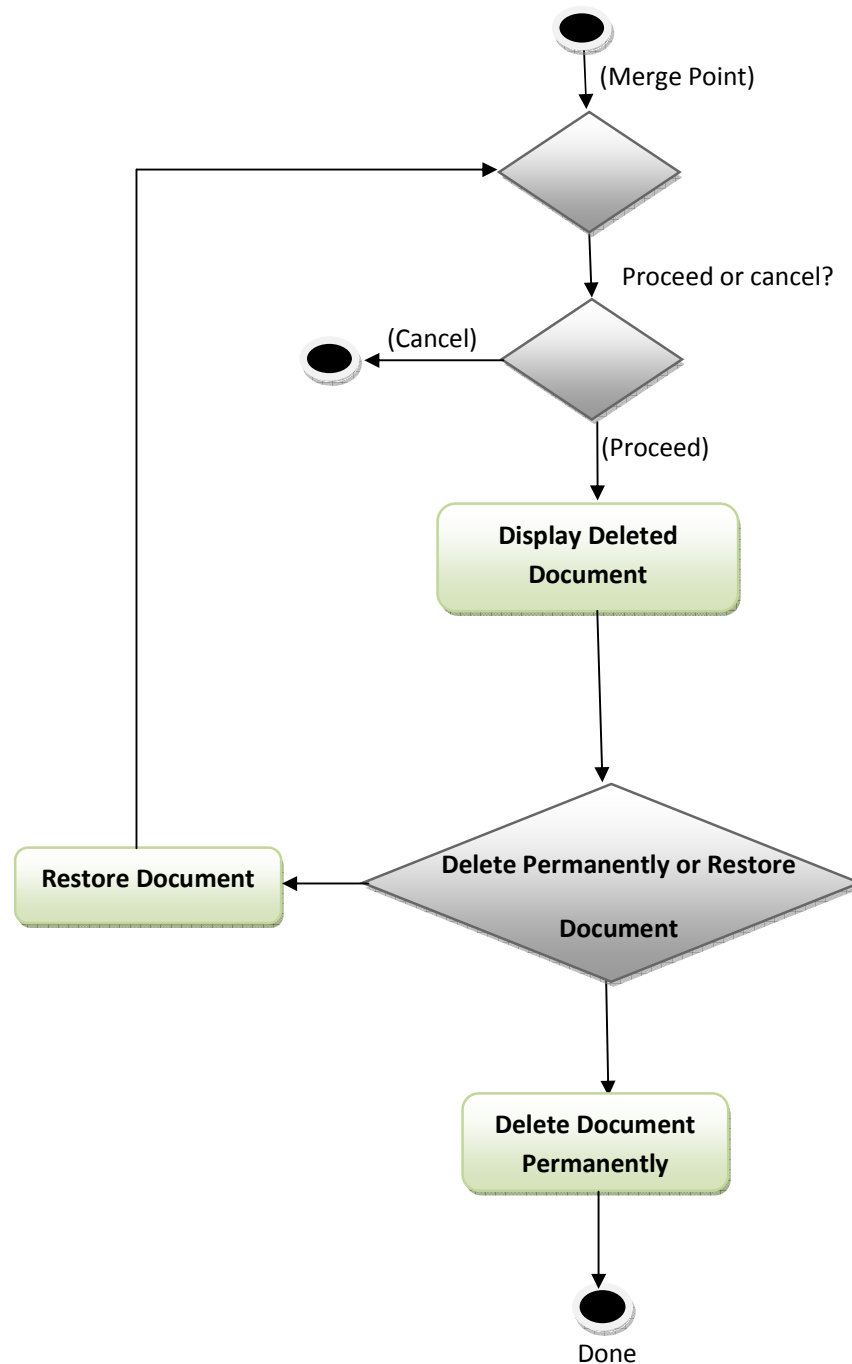 (Merge Point)
Proceed or cancel?
(Cancel)
(Proceed)
Display Deleted
Document
Delete Permanently or Restore
Document
Restore Document
Delete Document
Permanently
Done